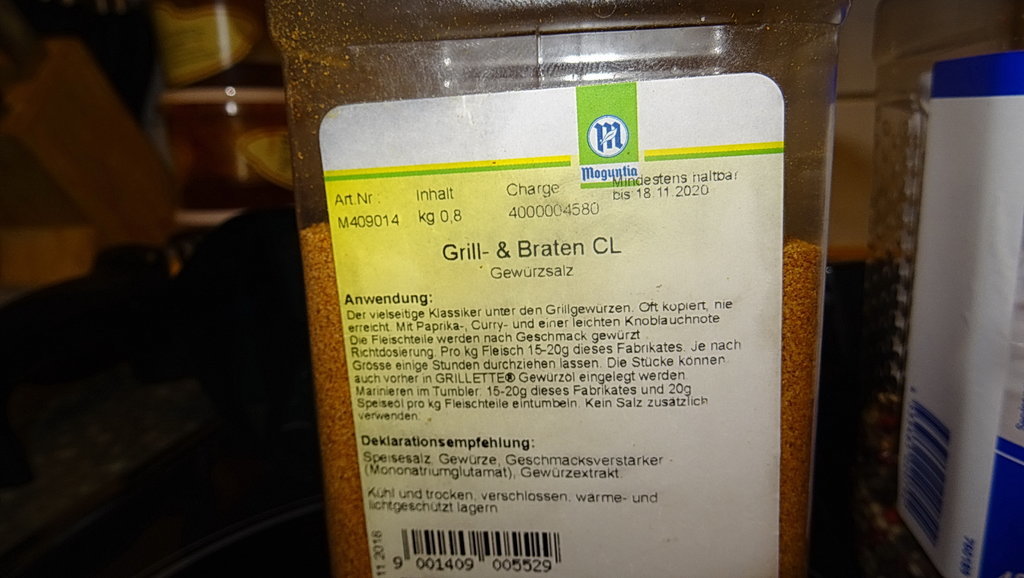 Moguntia
Art.Nr.: Inhalt Charge Mindestens haltbar
M409014 kg 0,8 4000004580 bis 18.11.2020
Grill- & Braten CL
Gewürzsalz
Anwendung:
Der vielseitige Klassiker unter den Grillgewürzen. Oft kopiert, nie
erreicht. Mit Paprika-, Curry- und einer leichten Knoblauchnote
Die Fleischteile werden nach Geschmack gewürzt.
Richtdosierung: Pro kg Fleisch 15-20g dieses Fabrikates. Je nach
Grösse einige Stunden durchziehen lassen. Die Stücke können
auch vorher in GRILLETTE® Gewürzöl eingelegt werden.
Marinieren im Tumbler: 15-20g dieses Fabrikates und 20g
Speiseöl pro kg Fleischteile eintumbeln. Kein Salz zusätzlich
verwenden.
Deklarationsempfehlung:
Speisesalz, Gewürze, Geschmacksverstärker -
(Mononatriumglutamat), Gewürzextrakt.
Kühl und trocken, verschlossen, wärme- und
lichtgeschützt lagern
11.2018
9 001409 005529